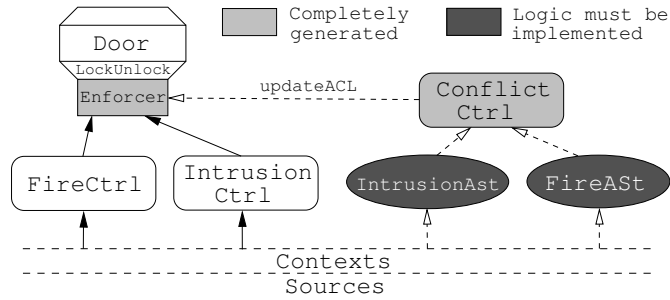 Door
LockUnlock
Enforcer
Completely
generated
Logic must be
implemented
updateACL
Conflict
Ctrl
FireCtrl
Intrusion
Ctrl
IntrusionAst
FireASt
Contexts
Sources